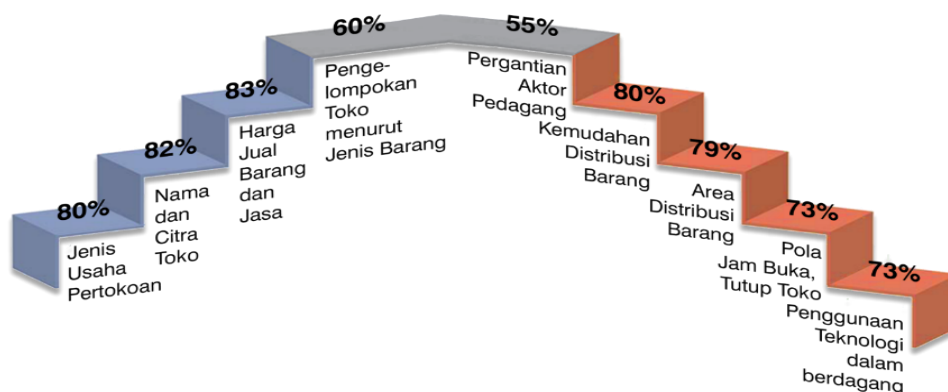 80%
Jenis
Usaha
Pertokoan
82%
Nama
dan
Citra
Toko
83%
Harga
Jual
Barang
dan
Jasa
60%
Penge-
lompokan
Toko
menurut
Jenis Barang
55%
Pergantian
Aktor
Pedagang
80%
Kemudahan
Distribusi
Barang
79%
Area
Distribusi
Barang
73%
Pola
Jam Buka,
Tutup Toko
73%
Penggunaan
Teknologi
dalam
berdagang